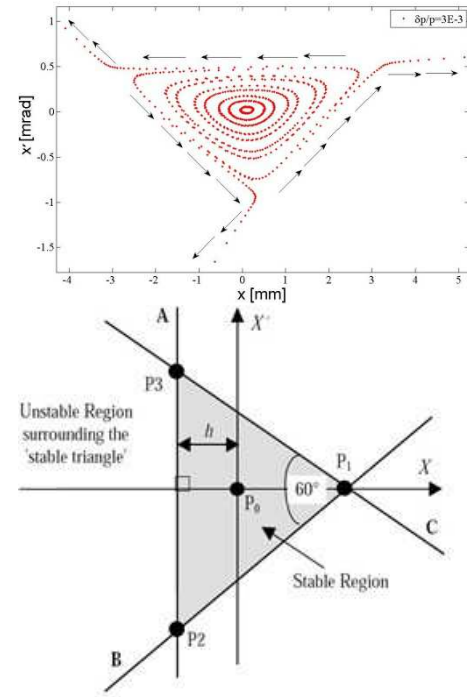 δp/p=3E-3
1
0.5
0
-0.5
-1
-1.5
x' [mrad]
-4 -3 -2 -1 0 1 2 3 4 5
x [mm]
A
X'
P3
Unstable Region
surrounding the
'stable triangle'
h
P₁
X
P₀
60°
C
Stable Region
P2
B